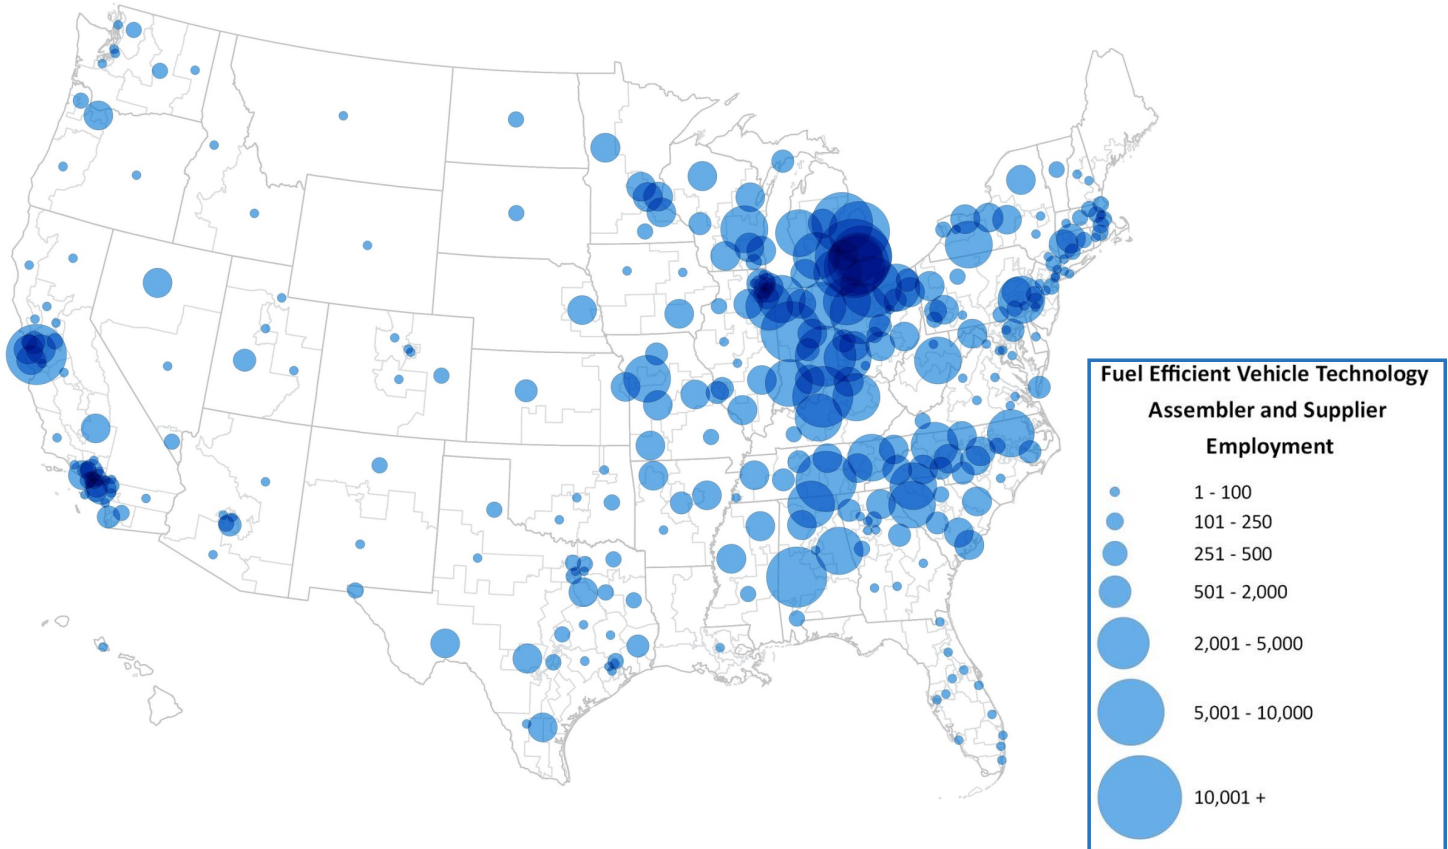 Fuel Efficient Vehicle Technology
Assembler and Supplier
Employment
1 - 100
101 - 250
251 - 500
501 - 2,000
2,001 - 5,000
5,001 - 10,000
10,001 +